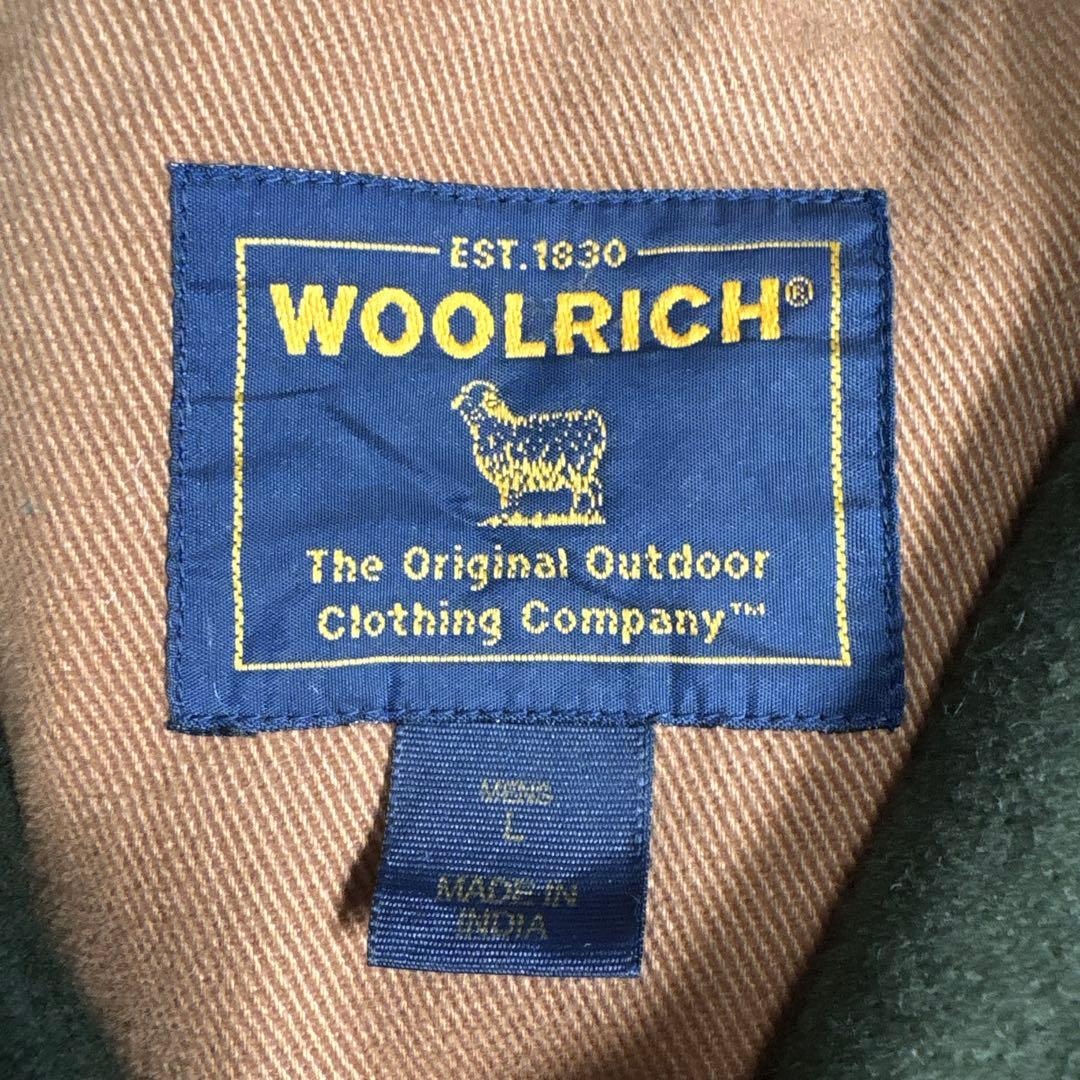 EST.1830
WOOLRICH®
The Original Outdoor
Clothing Company™
MENS
L
MADE IN
INDIA